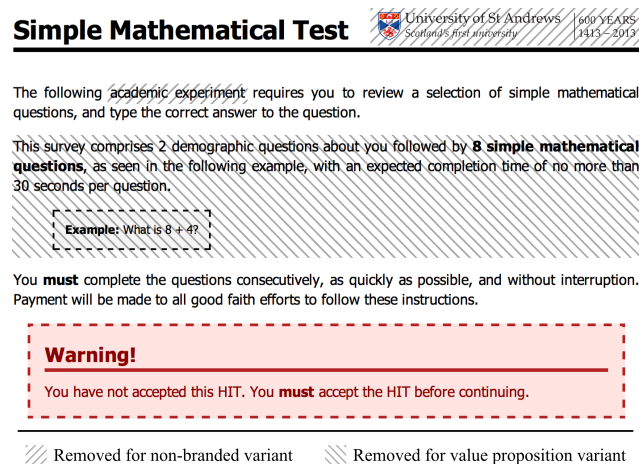 Simple Mathematical Test
University of St Andrews
Scotland's first university
600 YEARS
1413 – 2013
The following academic experiment requires you to review a selection of simple mathematical
questions, and type the correct answer to the question.
This survey comprises 2 demographic questions about you followed by 8 simple mathematical
questions, as seen in the following example, with an expected completion time of no more than
30 seconds per question.
Example: What is 8 + 4?
You must complete the questions consecutively, as quickly as possible, and without interruption.
Payment will be made to all good faith efforts to follow these instructions.
Warning!
You have not accepted this HIT. You must accept the HIT before continuing.
Removed for non-branded variant
Removed for value proposition variant